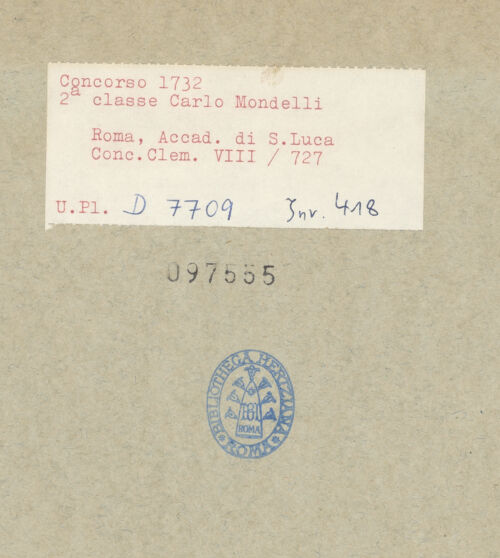 Concorso 1732
2ª classe Carlo Mondelli
Roma, Accad. di S.Luca
Conc.Clem. VIII / 727
U.Pl. D 7709 Inv. 418
097555
BIBLIOTHECA HERTZIANA
BH
ROMA
ROMA